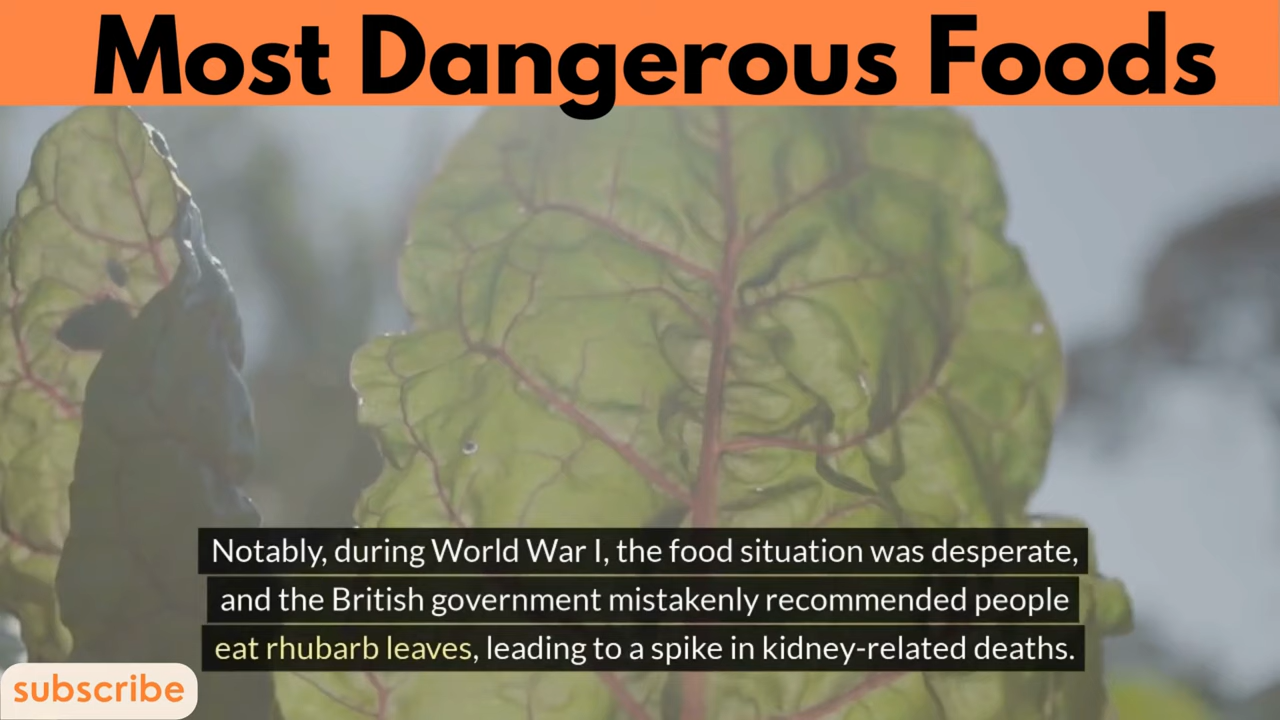 Most Dangerous Foods
Notably, during World War I, the food situation was desperate,
and the British government mistakenly recommended people
eat rhubarb leaves, leading to a spike in kidney-related deaths.
subscribe